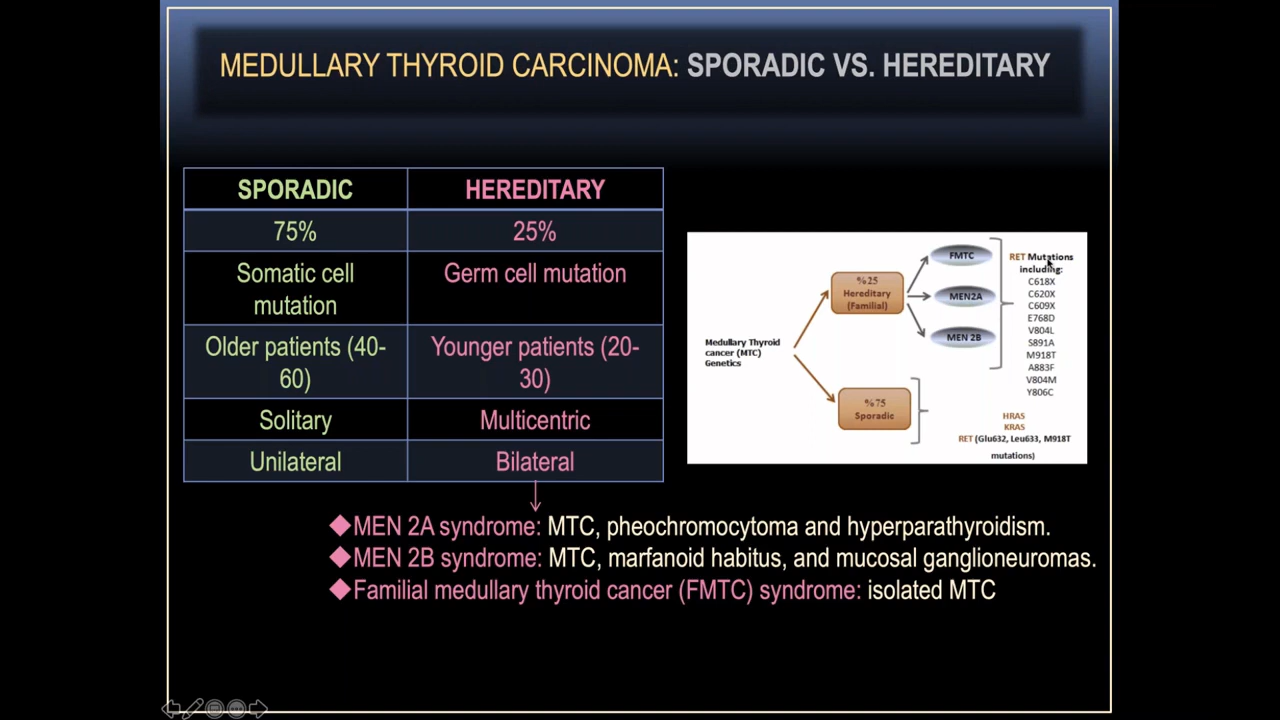 MEDULLARY THYROID CARCINOMA: SPORADIC VS. HEREDITARY
SPORADIC
HEREDITARY
75%
25%
Somatic cell
mutation
Germ cell mutation
Older patients (40-
60)
Younger patients (20-
30)
Solitary
Multicentric
Unilateral
Bilateral
Medullary Thyroid
cancer (MTC)
Genetics
%25
Hereditary
(Familial)
%75
Sporadic
FMTC
MEN2A
MEN 2B
RET Mutations
including:
C618X
C620X
C609X
E768D
V804L
S891A
M918T
A883F
V804M
Y806C
HRAS
KRAS
RET (Glu632, Leu633, M918T
mutations)
MEN 2A syndrome: MTC, pheochromocytoma and hyperparathyroidism.
MEN 2B syndrome: MTC, marfanoid habitus, and mucosal ganglioneuromas.
Familial medullary thyroid cancer (FMTC) syndrome: isolated MTC